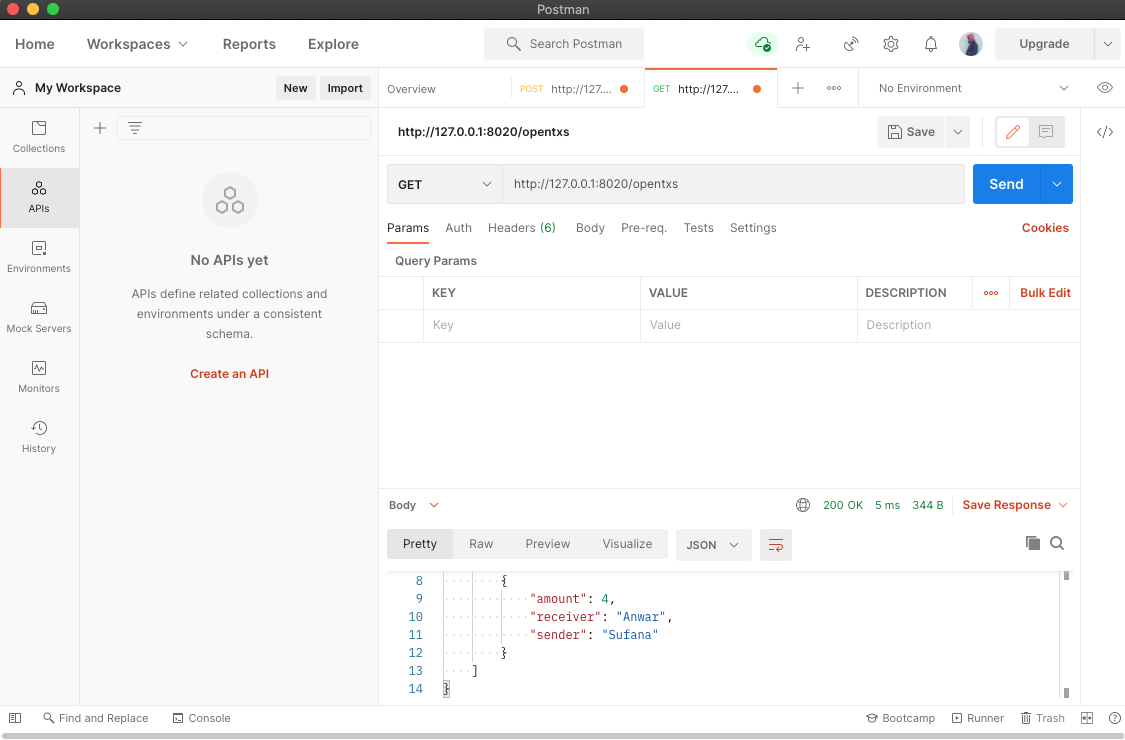 Postman
Home Workspaces Reports Explore Search Postman Upgrade
My Workspace New Import Overview POST http://127.... GET http://127.... No Environment
Collections
APIs
Environments
Mock Servers
Monitors
History
No APIs yet
APIs define related collections and
environments under a consistent
schema.
Create an API
http://127.0.0.1:8020/opentxs Save
GET http://127.0.0.1:8020/opentxs Send
Params Auth Headers (6) Body Pre-req. Tests Settings Cookies
Query Params
KEY VALUE DESCRIPTION Bulk Edit
Key Value Description
Body 200 OK 5 ms 344 B Save Response
Pretty Raw Preview Visualize JSON
8 {
9 "amount": 4,
10 "receiver": "Anwar",
11 "sender": "Sufana"
12 }
13 ]
14 }
Find and Replace Console Bootcamp Runner Trash